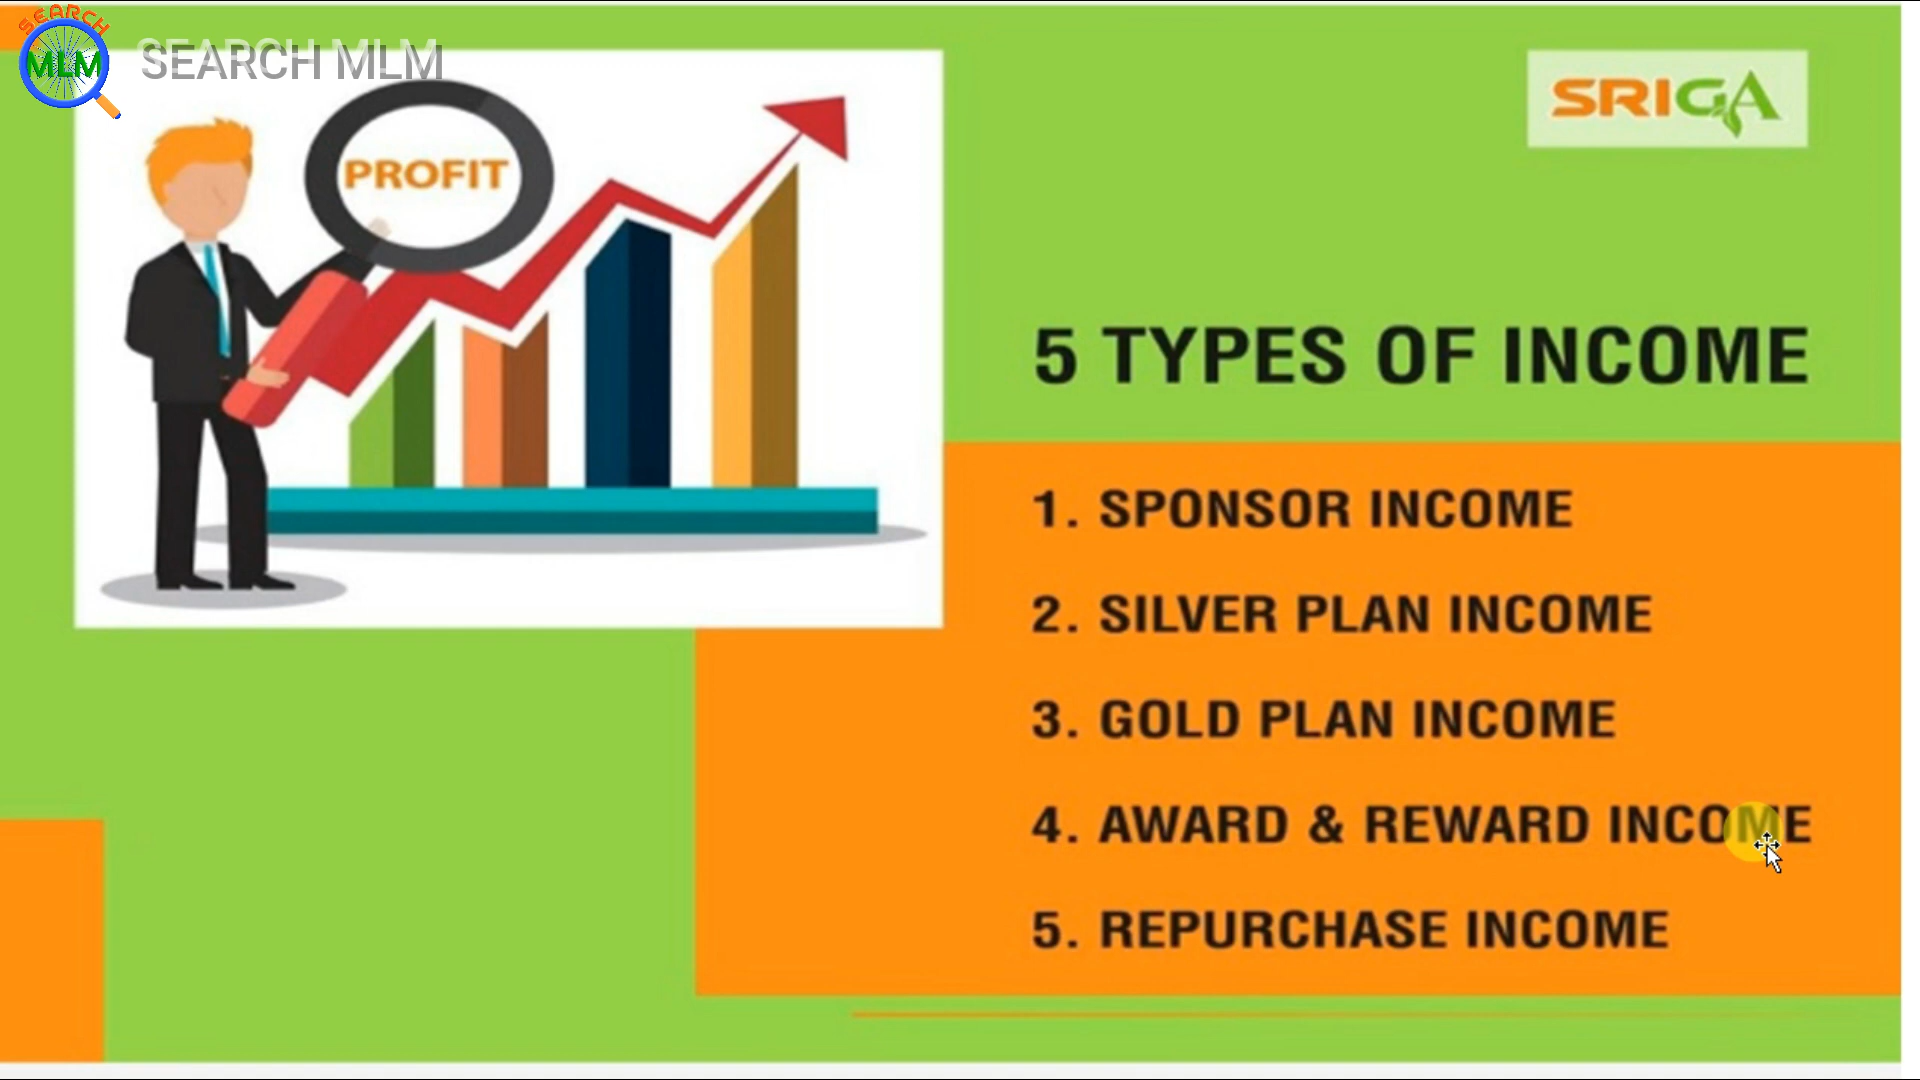 SEARCH
MLM
SEARCH MLM
PROFIT
SRIGA
5 TYPES OF INCOME
1. SPONSOR INCOME
2. SILVER PLAN INCOME
3. GOLD PLAN INCOME
4. AWARD & REWARD INCOME
5. REPURCHASE INCOME